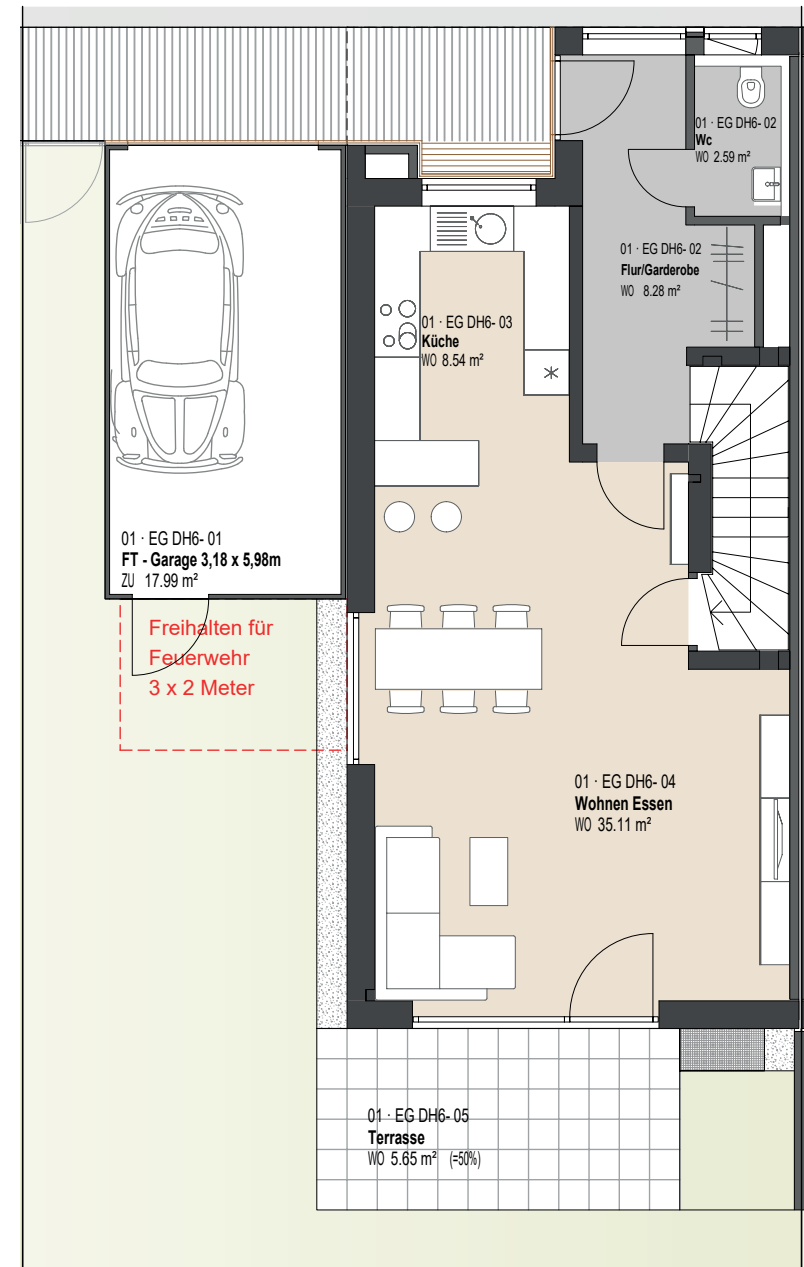 01 · EG DH6- 02
Wc
WO 2.59 m²
01 · EG DH6- 02
Flur/Garderobe
WO 8.28 m²
01 · EG DH6- 03
Küche
WO 8.54 m²
01 · EG DH6- 01
FT - Garage 3,18 x 5,98m
ZU 17.99 m²
Freihalten für
Feuerwehr
3 x 2 Meter
01 · EG DH6- 04
Wohnen Essen
WO 35.11 m²
01 · EG DH6- 05
Terrasse
WO 5.65 m² (=50%)